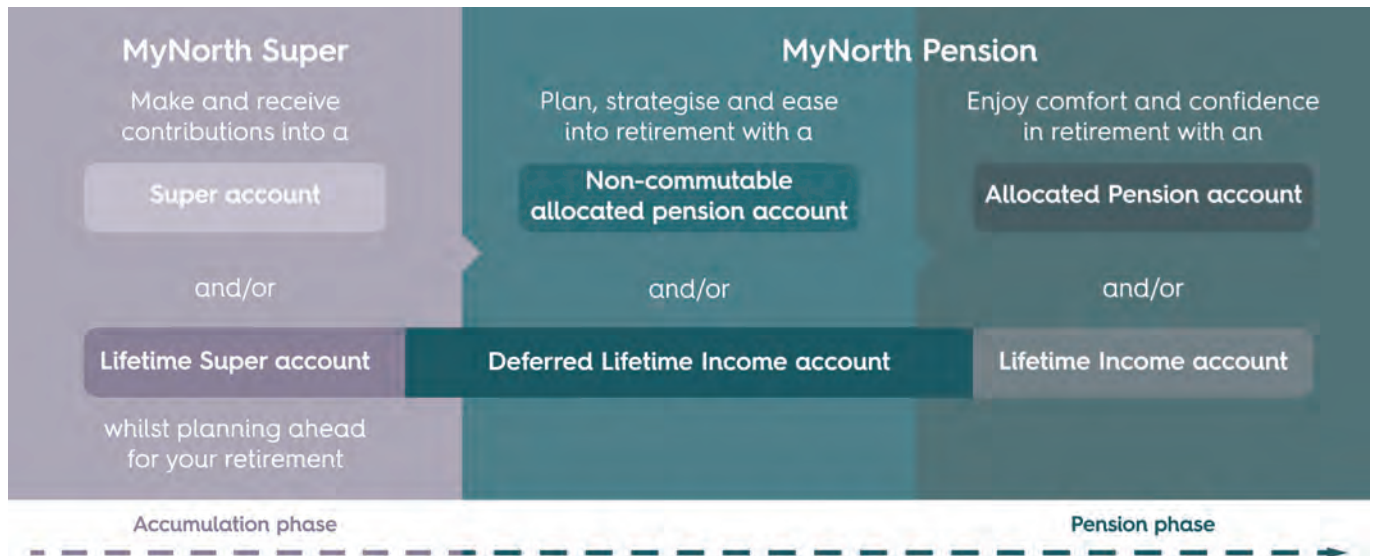 MyNorth Super
Make and receive
contributions into a
Super account
and/or
Lifetime Super account
whilst planning ahead
for your retirement
MyNorth Pension
Plan, strategise and ease
into retirement with a
Non-commutable
allocated pension account
and/or
Deferred Lifetime Income account
Enjoy comfort and confidence
in retirement with an
Allocated Pension account
and/or
Lifetime Income account
Accumulation phase
Pension phase